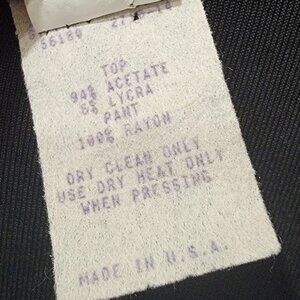 56189
TOP
94% ACETATE
6% LYCRA
PANT
100% RAYON
DRY CLEAN ONLY
USE DRY HEAT ONLY
WHEN PRESSING
MADE IN U.S.A.